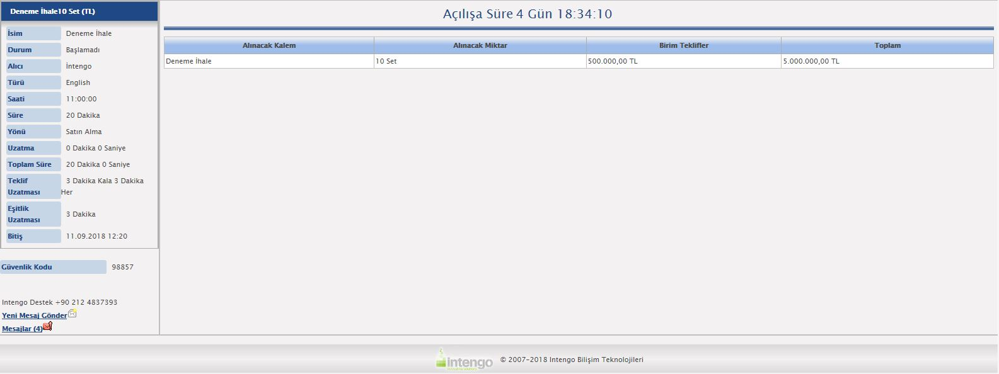 Deneme İhale10 Set (TL)
İsim Deneme İhale
Durum Başlamadı
Alıcı İntengo
Türü English
Saati 11:00:00
Süre 20 Dakika
Yönü Satın Alma
Uzatma 0 Dakika 0 Saniye
Toplam Süre 20 Dakika 0 Saniye
Teklif 3 Dakika Kala 3 Dakika
Uzatması Her
Eşitlik
Uzatması 3 Dakika
Bitiş 11.09.2018 12:20
Güvenlik Kodu 98857
Intengo Destek +90 212 4837393
Yeni Mesaj Gönder
Mesajlar (4)
Açılışa Süre 4 Gün 18:34:10
Alınacak Kalem Alınacak Miktar Birim Teklifler Toplam
Deneme İhale 10 Set 500.000,00 TL 5.000.000,00 TL
intengo © 2007-2018 Intengo Bilişim Teknolojileri